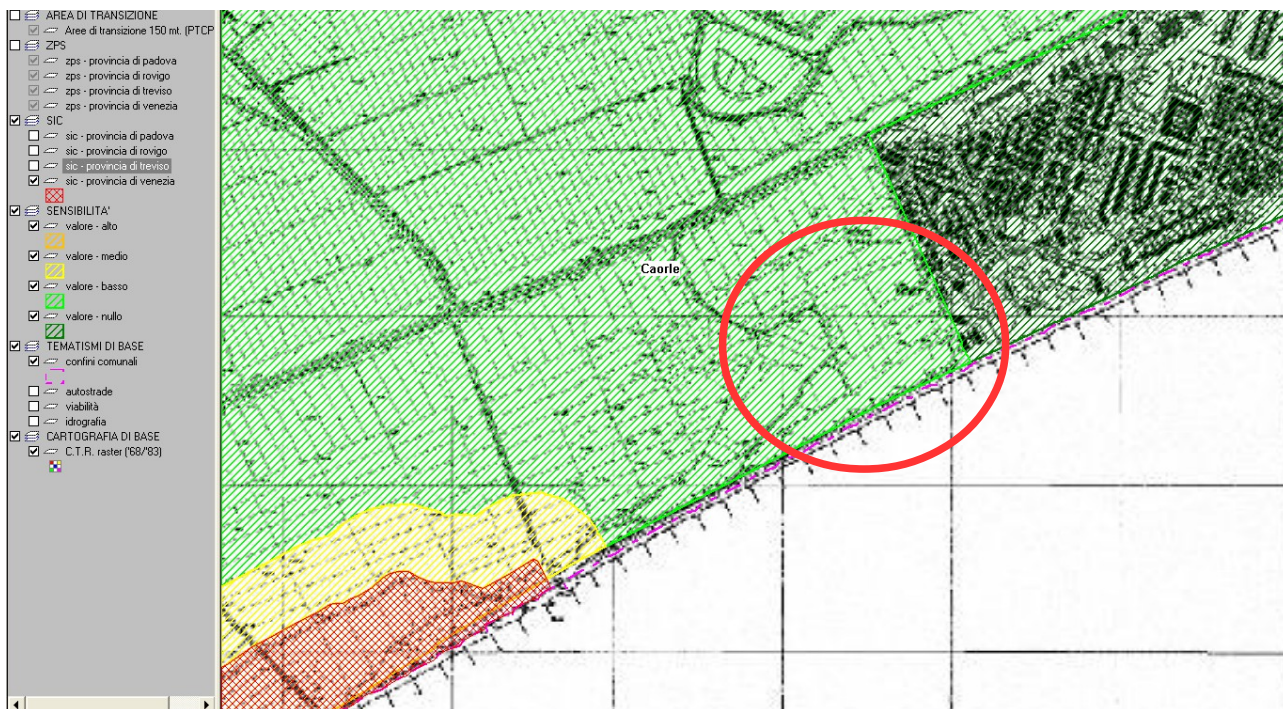 AREA DI TRANSIZIONE
Aree di transizione 150 mt. (PTCP
ZPS
zps - provincia di padova
zps - provincia di rovigo
zps - provincia di treviso
zps - provincia di venezia
SIC
sic - provincia di padova
sic - provincia di rovigo
sic - provincia di treviso
sic - provincia di venezia
SENSIBILITA'
valore - alto
valore - medio
valore - basso
valore - nullo
TEMATISMI DI BASE
confini comunali
autostrade
viabilità
idrografia
CARTOGRAFIA DI BASE
C.T.R. raster ('68/'83)
Caorle